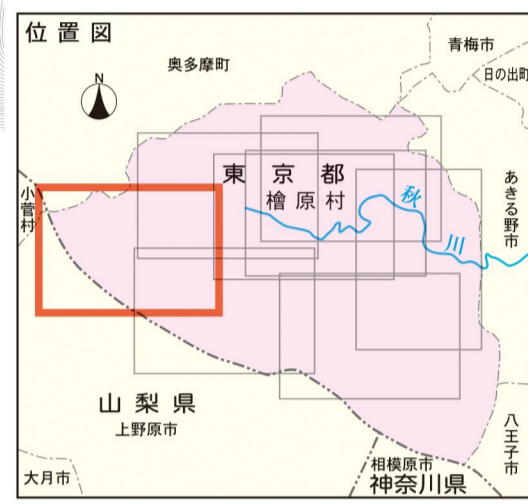 位置図
青梅市
奥多摩町
日の出町
N
小菅村
東京都
檜原村
秋川
あきる野市
山梨県
上野原市
八王子市
大月市
相模原市
神奈川県